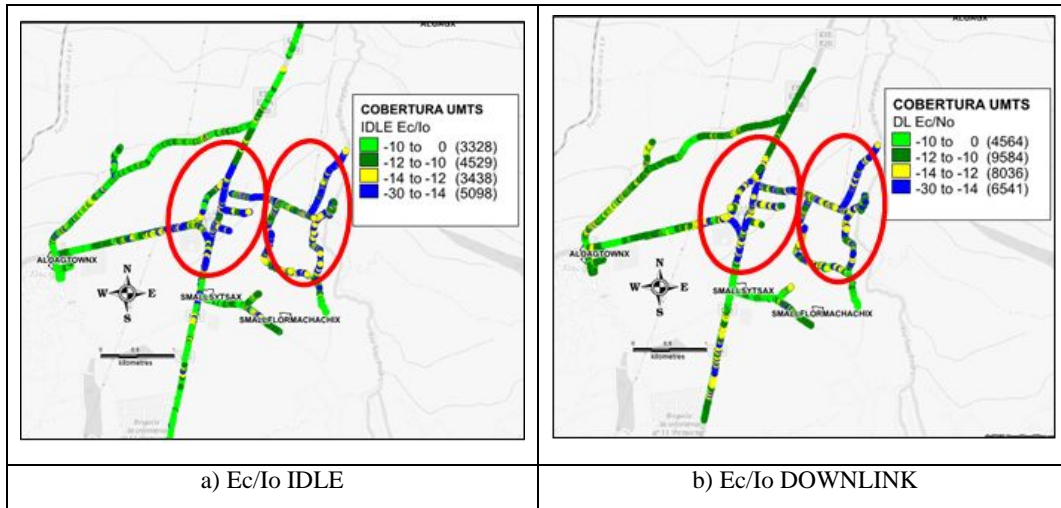 ALOAGX
E35
COBERTURA UMTS
IDLE Ec/Io
-10 to 0 (3328)
-12 to -10 (4529)
-14 to -12 (3438)
-30 to -14 (5098)
ALOAGTOWNX
N
W E
S
SMALLSYTSAX
SMALLFLORMACHACHIX
kilometres
ALOAGX
E35
COBERTURA UMTS
DL Ec/No
-10 to 0 (4564)
-12 to -10 (9584)
-14 to -12 (8036)
-30 to -14 (6541)
ALOAGTOWNX
N
W E
S
SMALLSYTSAX
SMALLFLORMACHACHIX
kilometres
a) Ec/Io IDLE
b) Ec/Io DOWNLINK